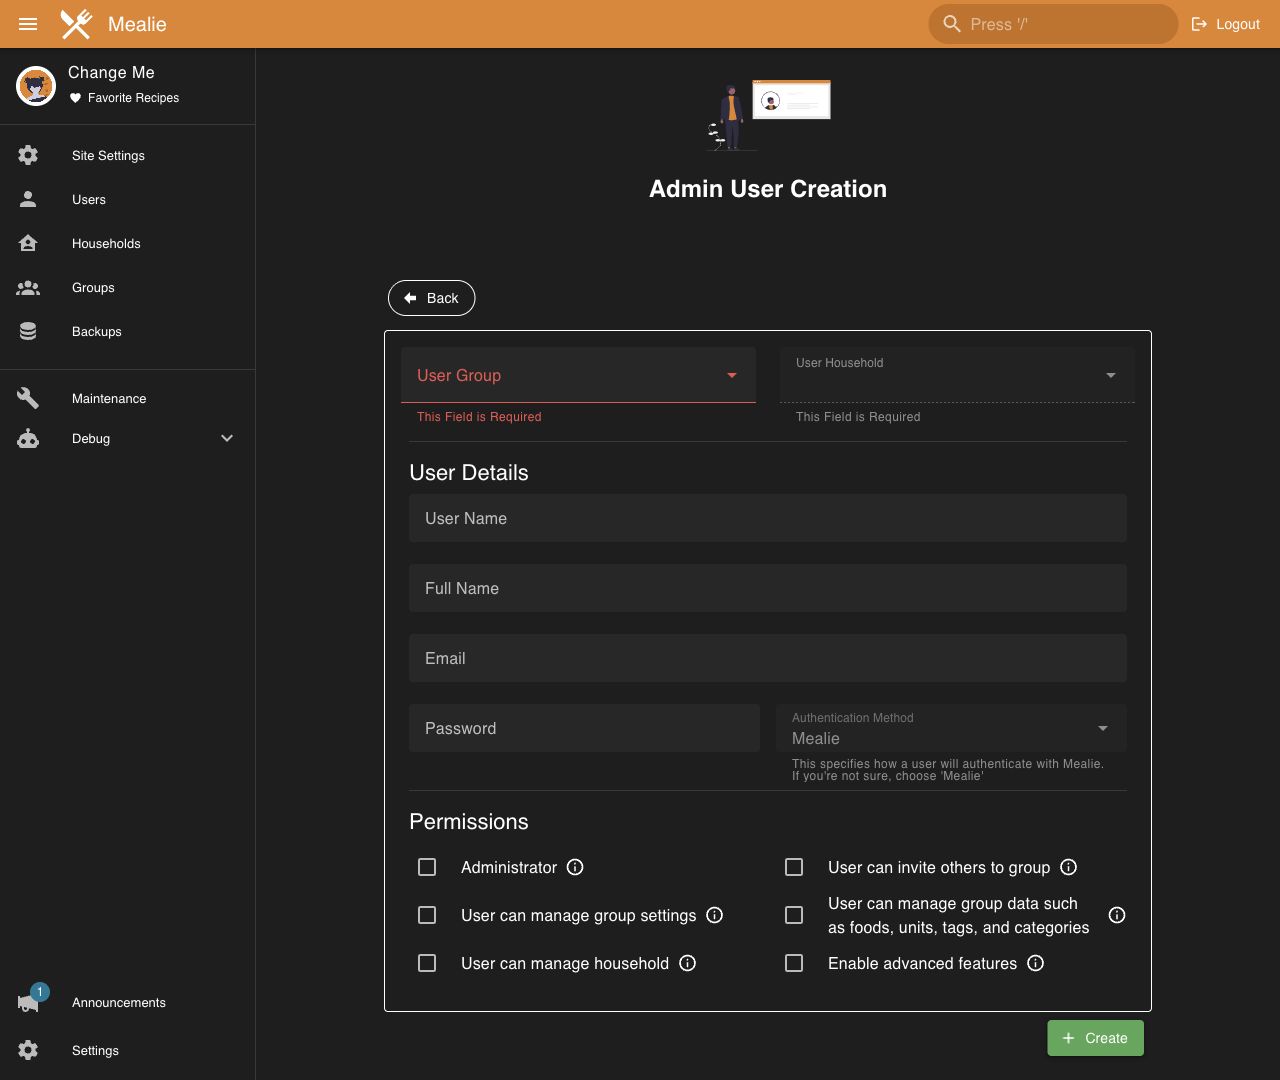 Mealie
Press '/'
Logout
Change Me
Favorite Recipes
Site Settings
Users
Households
Groups
Backups
Maintenance
Debug
Announcements
1
Settings
Admin User Creation
Back
User Group
This Field is Required
User Household
This Field is Required
User Details
User Name
Full Name
Email
Password
Authentication Method
Mealie
This specifies how a user will authenticate with Mealie.
If you're not sure, choose 'Mealie'
Permissions
Administrator
User can invite others to group
User can manage group settings
User can manage group data such
as foods, units, tags, and categories
User can manage household
Enable advanced features
Create